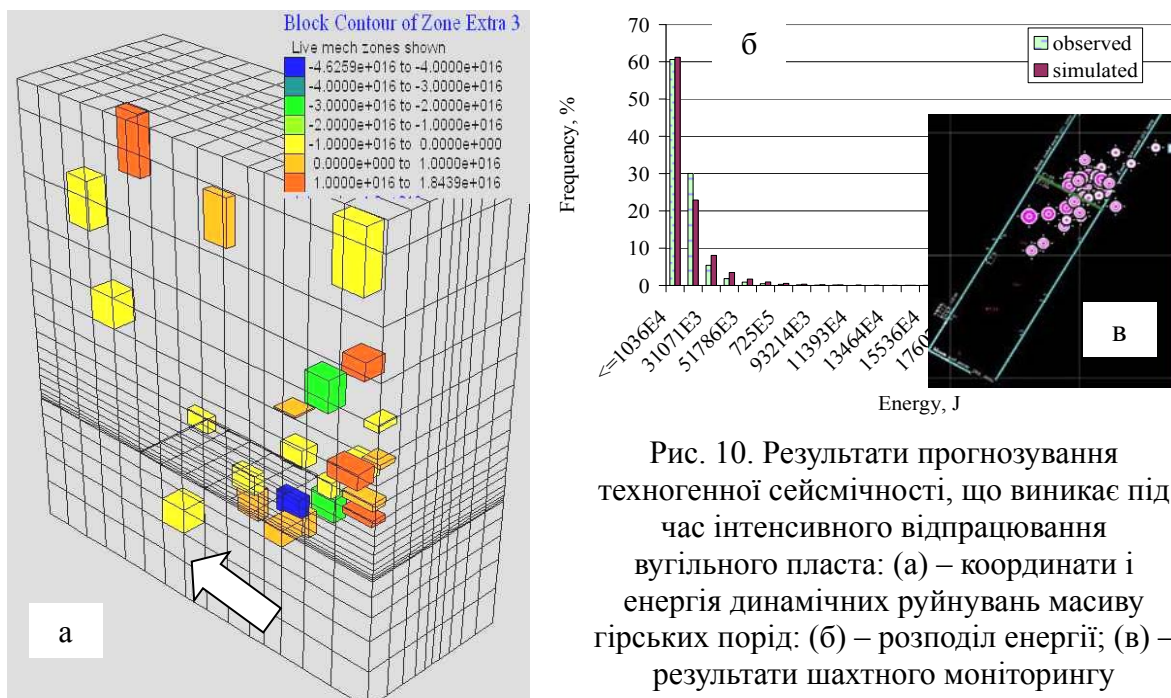 Block Contour of Zone Extra 3
Live mech zones shown
-4.6259e+016 to -4.0000e+016
-4.0000e+016 to -3.0000e+016
-3.0000e+016 to -2.0000e+016
-2.0000e+016 to -1.0000e+016
-1.0000e+016 to 0.0000e+000
0.0000e+000 to 1.0000e+016
1.0000e+016 to 1.8439e+016
а
б
observed
simulated
70
60
50
40
30
20
10
0
Frequency, %
<=1036E4
31071E3
51786E3
725E5
93214E3
11393E4
13464E4
15536E4
Energy, J
в
Рис. 10. Результати прогнозування
техногенної сейсмічності, що виникає під
час інтенсивного відпрацювання
вугільного пласта: (а) – координати і
енергія динамічних руйнувань масиву
гірських порід: (б) – розподіл енергії; (в) –
результати шахтного моніторингу